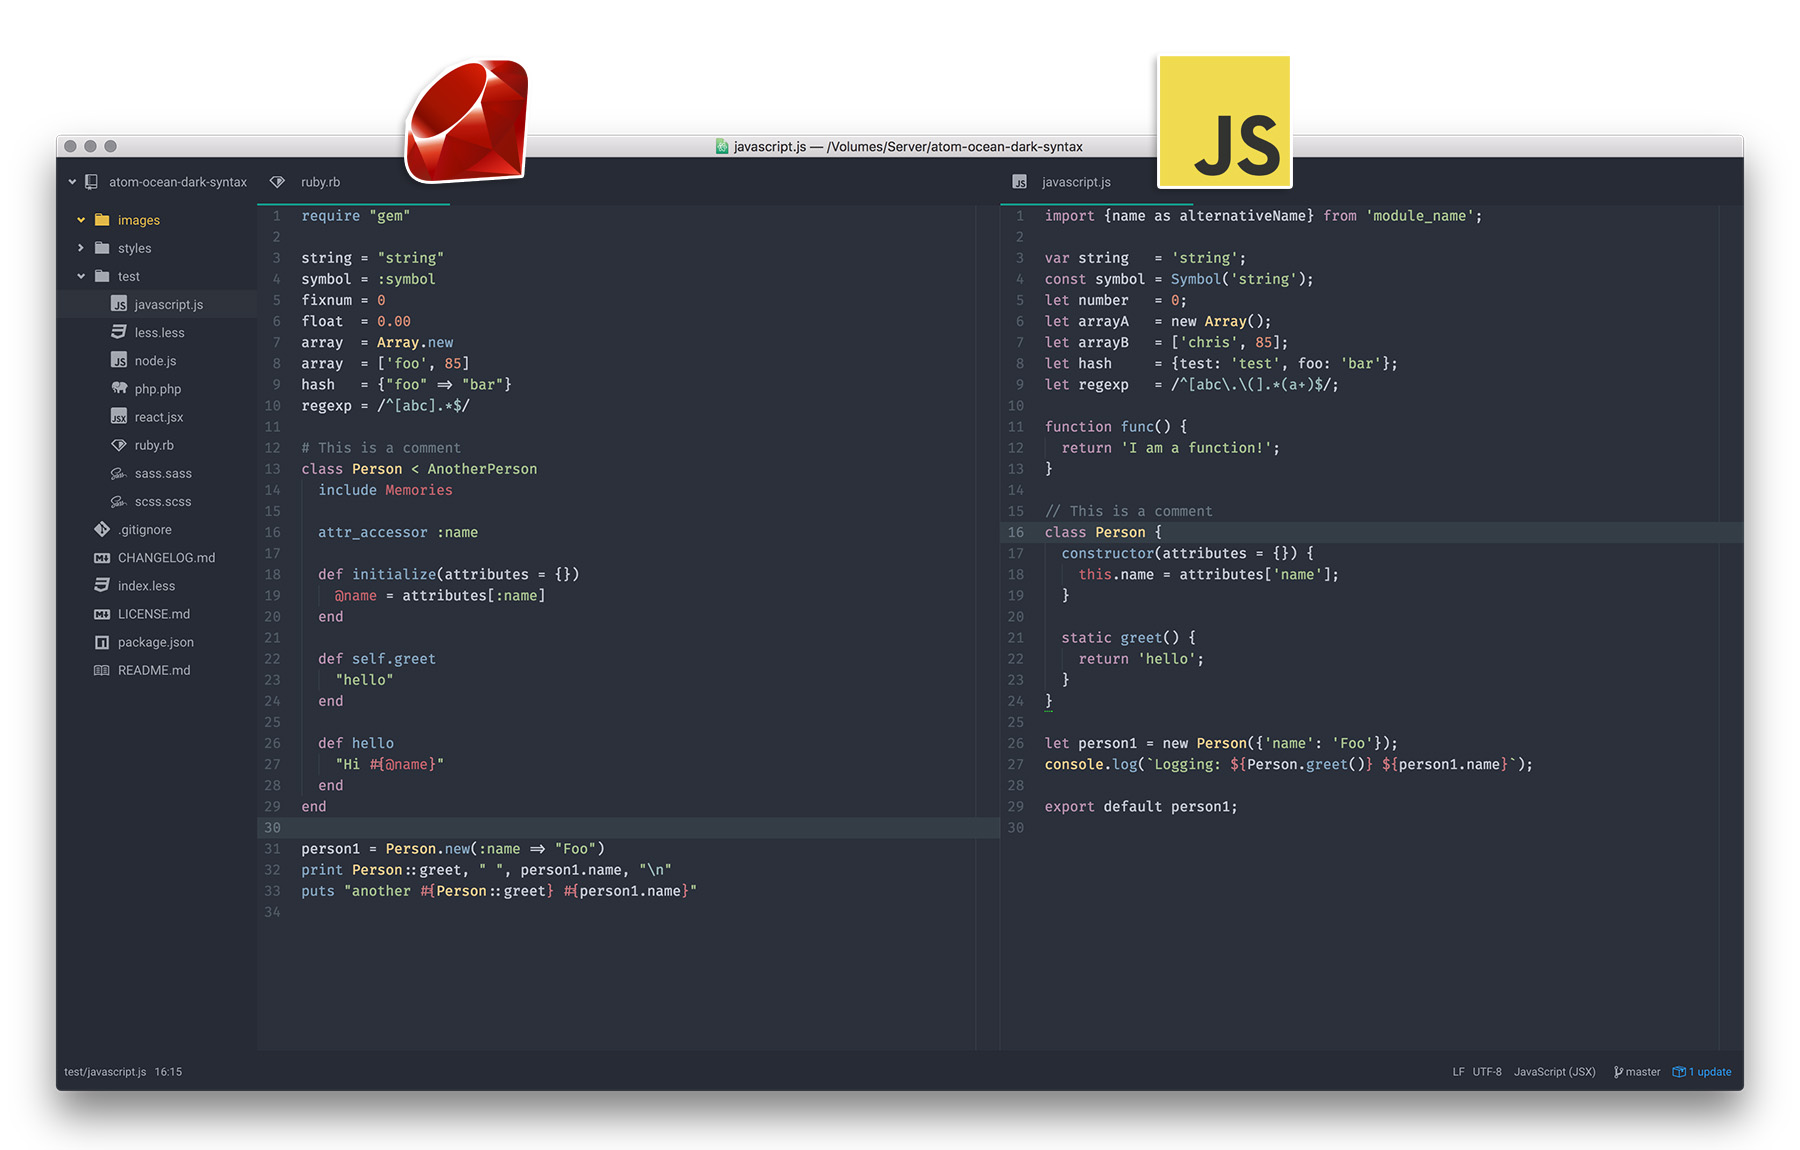 JS
javascript.js — /Volumes/Server/atom-ocean-dark-syntax
atom-ocean-dark-syntax
images
styles
test
javascript.js
less.less
node.js
php.php
react.jsx
ruby.rb
sass.sass
scss.scss
.gitignore
CHANGELOG.md
index.less
LICENSE.md
package.json
README.md
ruby.rb
1 require "gem"
2
3 string = "string"
4 symbol = :symbol
5 fixnum = 0
6 float  = 0.00
7 array  = Array.new
8 array  = ['foo', 85]
9 hash   = {"foo" => "bar"}
10 regexp = /^[abc].*$/
11
12 # This is a comment
13 class Person < AnotherPerson
14   include Memories
15
16   attr_accessor :name
17
18   def initialize(attributes = {})
19     @name = attributes[:name]
20   end
21
22   def self.greet
23     "hello"
24   end
25
26   def hello
27     "Hi #{@name}"
28   end
29 end
30
31 person1 = Person.new(:name => "Foo")
32 print Person::greet, " ", person1.name, "\n"
33 puts "another #{Person::greet} #{person1.name}"
34
JS javascript.js
1 import {name as alternativeName} from 'module_name';
2
3 var string   = 'string';
4 const symbol = Symbol('string');
5 let number   = 0;
6 let arrayA   = new Array();
7 let arrayB   = ['chris', 85];
8 let hash     = {test: 'test', foo: 'bar'};
9 let regexp   = /^[abc\.\(].*(a+)$/;
10
11 function func() {
12   return 'I am a function!';
13 }
14
15 // This is a comment
16 class Person {
17   constructor(attributes = {}) {
18     this.name = attributes['name'];
19   }
20
21   static greet() {
22     return 'hello';
23   }
24 }
25
26 let person1 = new Person({'name': 'Foo'});
27 console.log(`Logging: ${Person.greet()} ${person1.name}`);
28
29 export default person1;
30
test/javascript.js 16:15
LF UTF-8 JavaScript (JSX) master 1 update